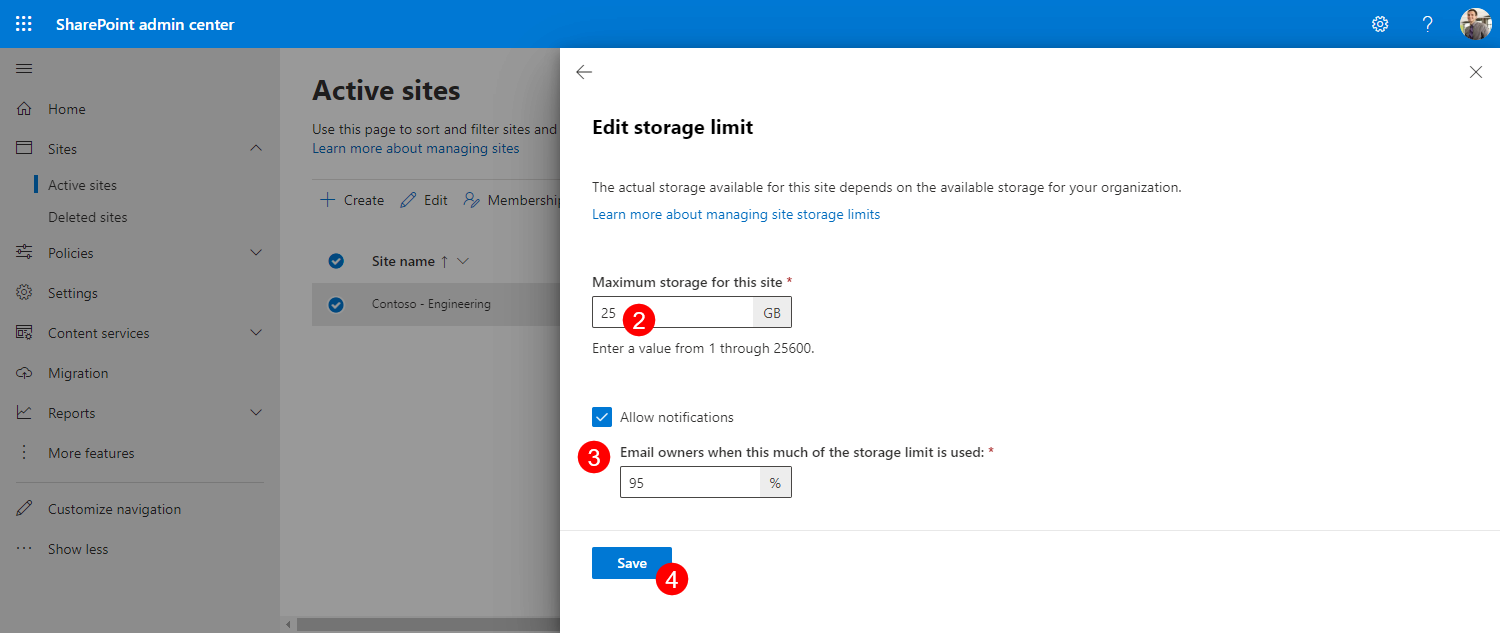 SharePoint admin center
?
Home
Sites
Active sites
Deleted sites
Policies
Settings
Content services
Migration
Reports
More features
Customize navigation
Show less
Active sites
Use this page to sort and filter sites and
Learn more about managing sites
Create
Edit
Membership
Site name ↑
Contoso - Engineering
Edit storage limit
The actual storage available for this site depends on the available storage for your organization.
Learn more about managing site storage limits
Maximum storage for this site *
25 GB
2
Enter a value from 1 through 25600.
Allow notifications
3
Email owners when this much of the storage limit is used: *
95 %
Save
4